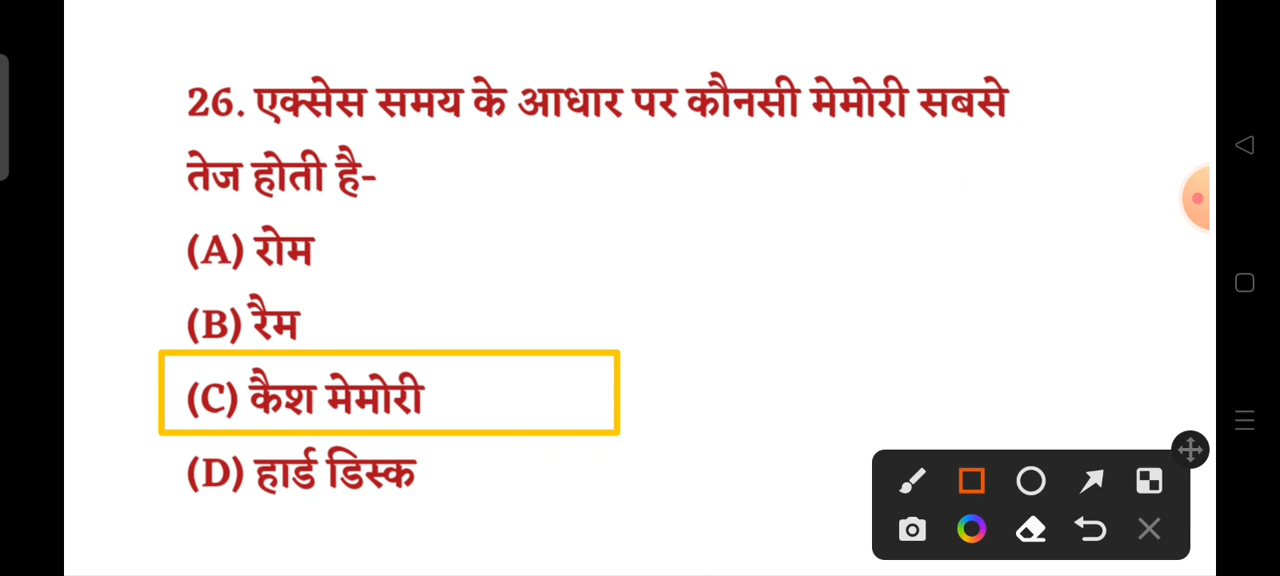 26. एक्सेस समय के आधार पर कौनसी मेमोरी सबसे
तेज होती है-
(A) रोम
(B) रैम
(C) कैश मेमोरी
(D) हार्ड डिस्क